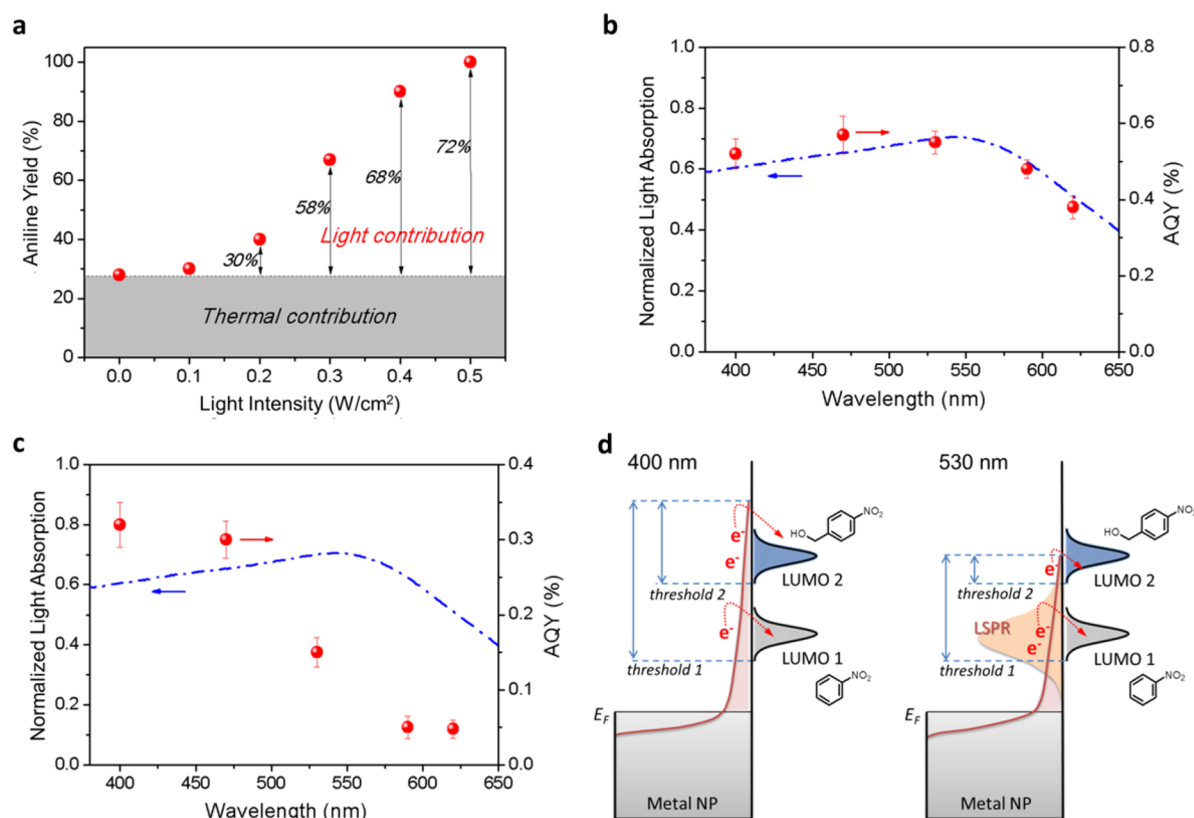 a
Aniline Yield (%)
100
80
60
40
20
0
30%
58%
68%
72%
Light contribution
Thermal contribution
0.0 0.1 0.2 0.3 0.4 0.5
Light Intensity (W/cm²)
b
Normalized Light Absorption
1.0
0.8
0.6
0.4
0.2
0.0
0.8
0.6
0.4
0.2
0.0
AQY (%)
400 450 500 550 600 650
Wavelength (nm)
c
Normalized Light Absorption
1.0
0.8
0.6
0.4
0.2
0.0
0.4
0.3
0.2
0.1
0.0
AQY (%)
400 450 500 550 600 650
Wavelength (nm)
d
400 nm
NO₂
HO
e⁻
e⁻
LUMO 2
threshold 2
e⁻
LUMO 1
threshold 1
NO₂
E_F
Metal NP
530 nm
NO₂
HO
e⁻
LUMO 2
threshold 2
LSPR
e⁻
e⁻
LUMO 1
threshold 1
NO₂
E_F
Metal NP